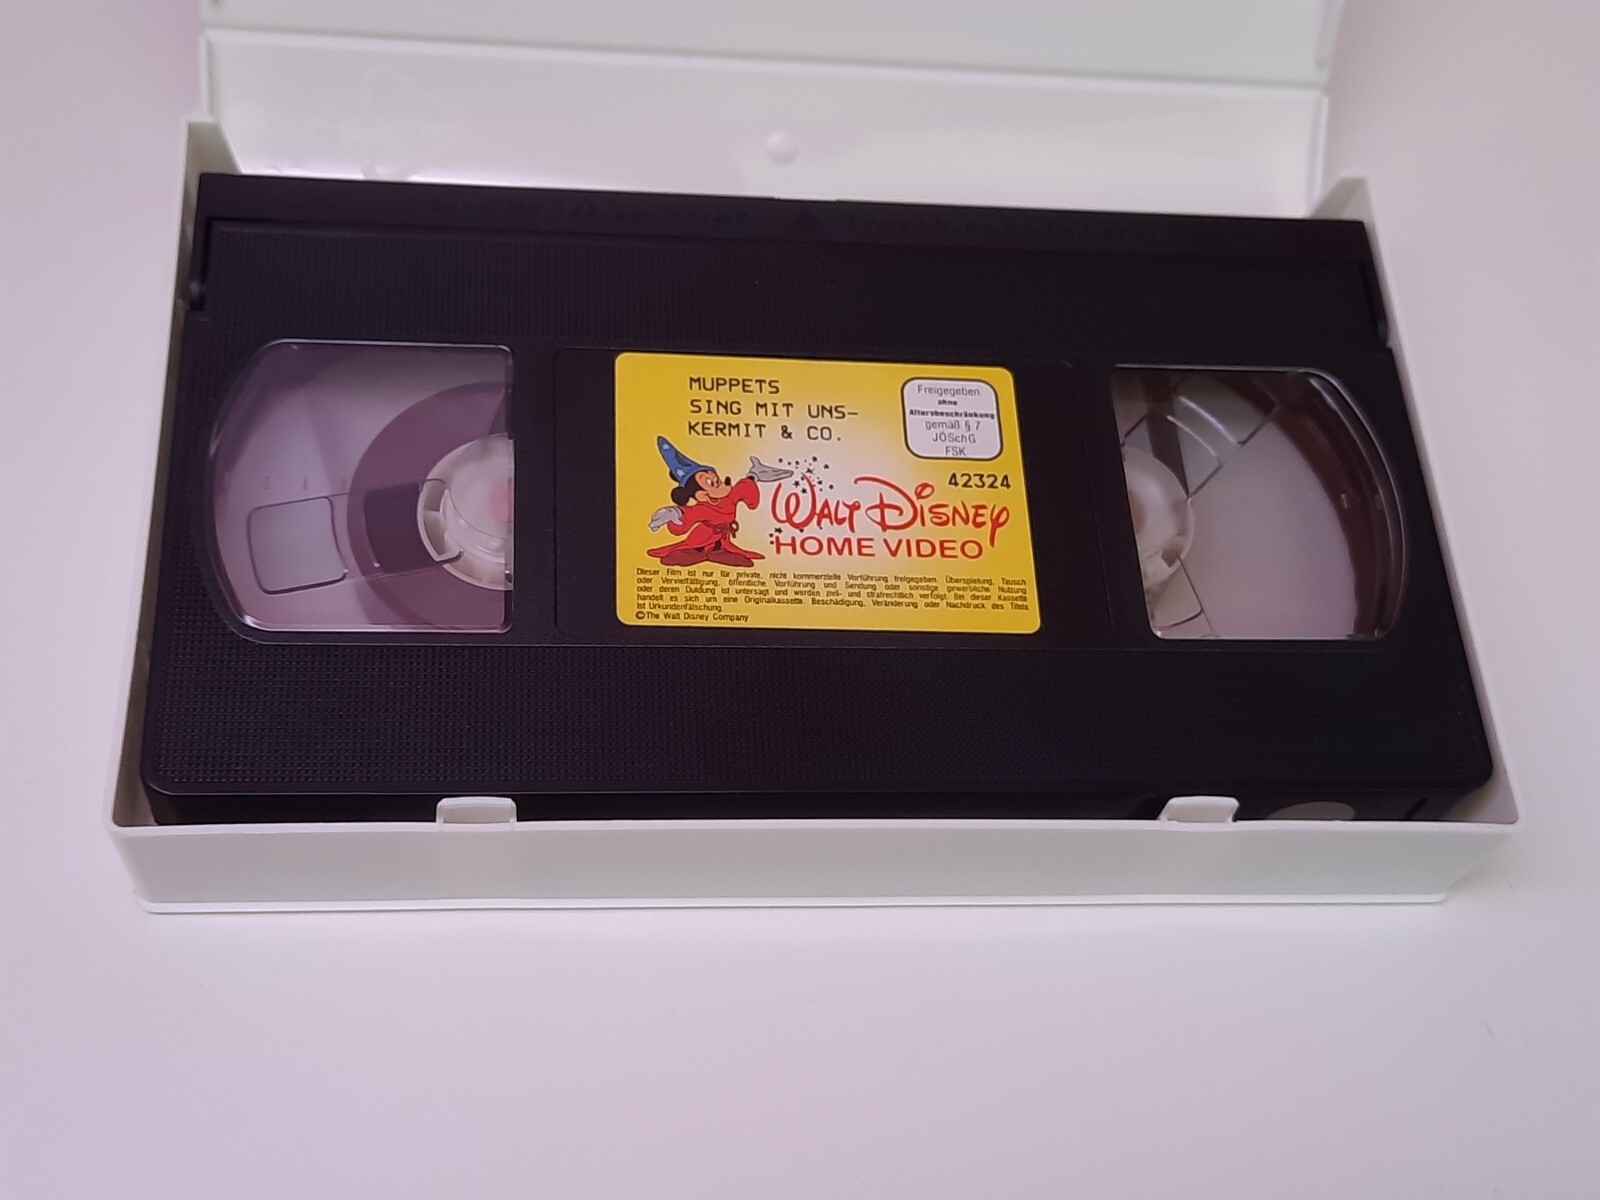 MUPPETS
SING MIT UNS-
KERMIT & CO.
Freigegeben
ohne
Altersbeschränkung
gemäß § 7
JÖSchG
FSK
42324
WALT DISNEY
HOME VIDEO
Dieser Film ist nur für private, nicht kommerzielle Vorführung freigegeben. Überspielung, Tausch
oder Vervielfältigung, öffentliche Vorführung und Sendung oder sonstige gewerbliche Nutzung
oder deren Duldung ist untersagt und werden zivil- und strafrechtlich verfolgt. Bei dieser Kassette
handelt es sich um eine Originalkassette. Beschädigung, Veränderung oder Nachdruck des Titels
ist Urkundenfälschung.
©The Walt Disney Company